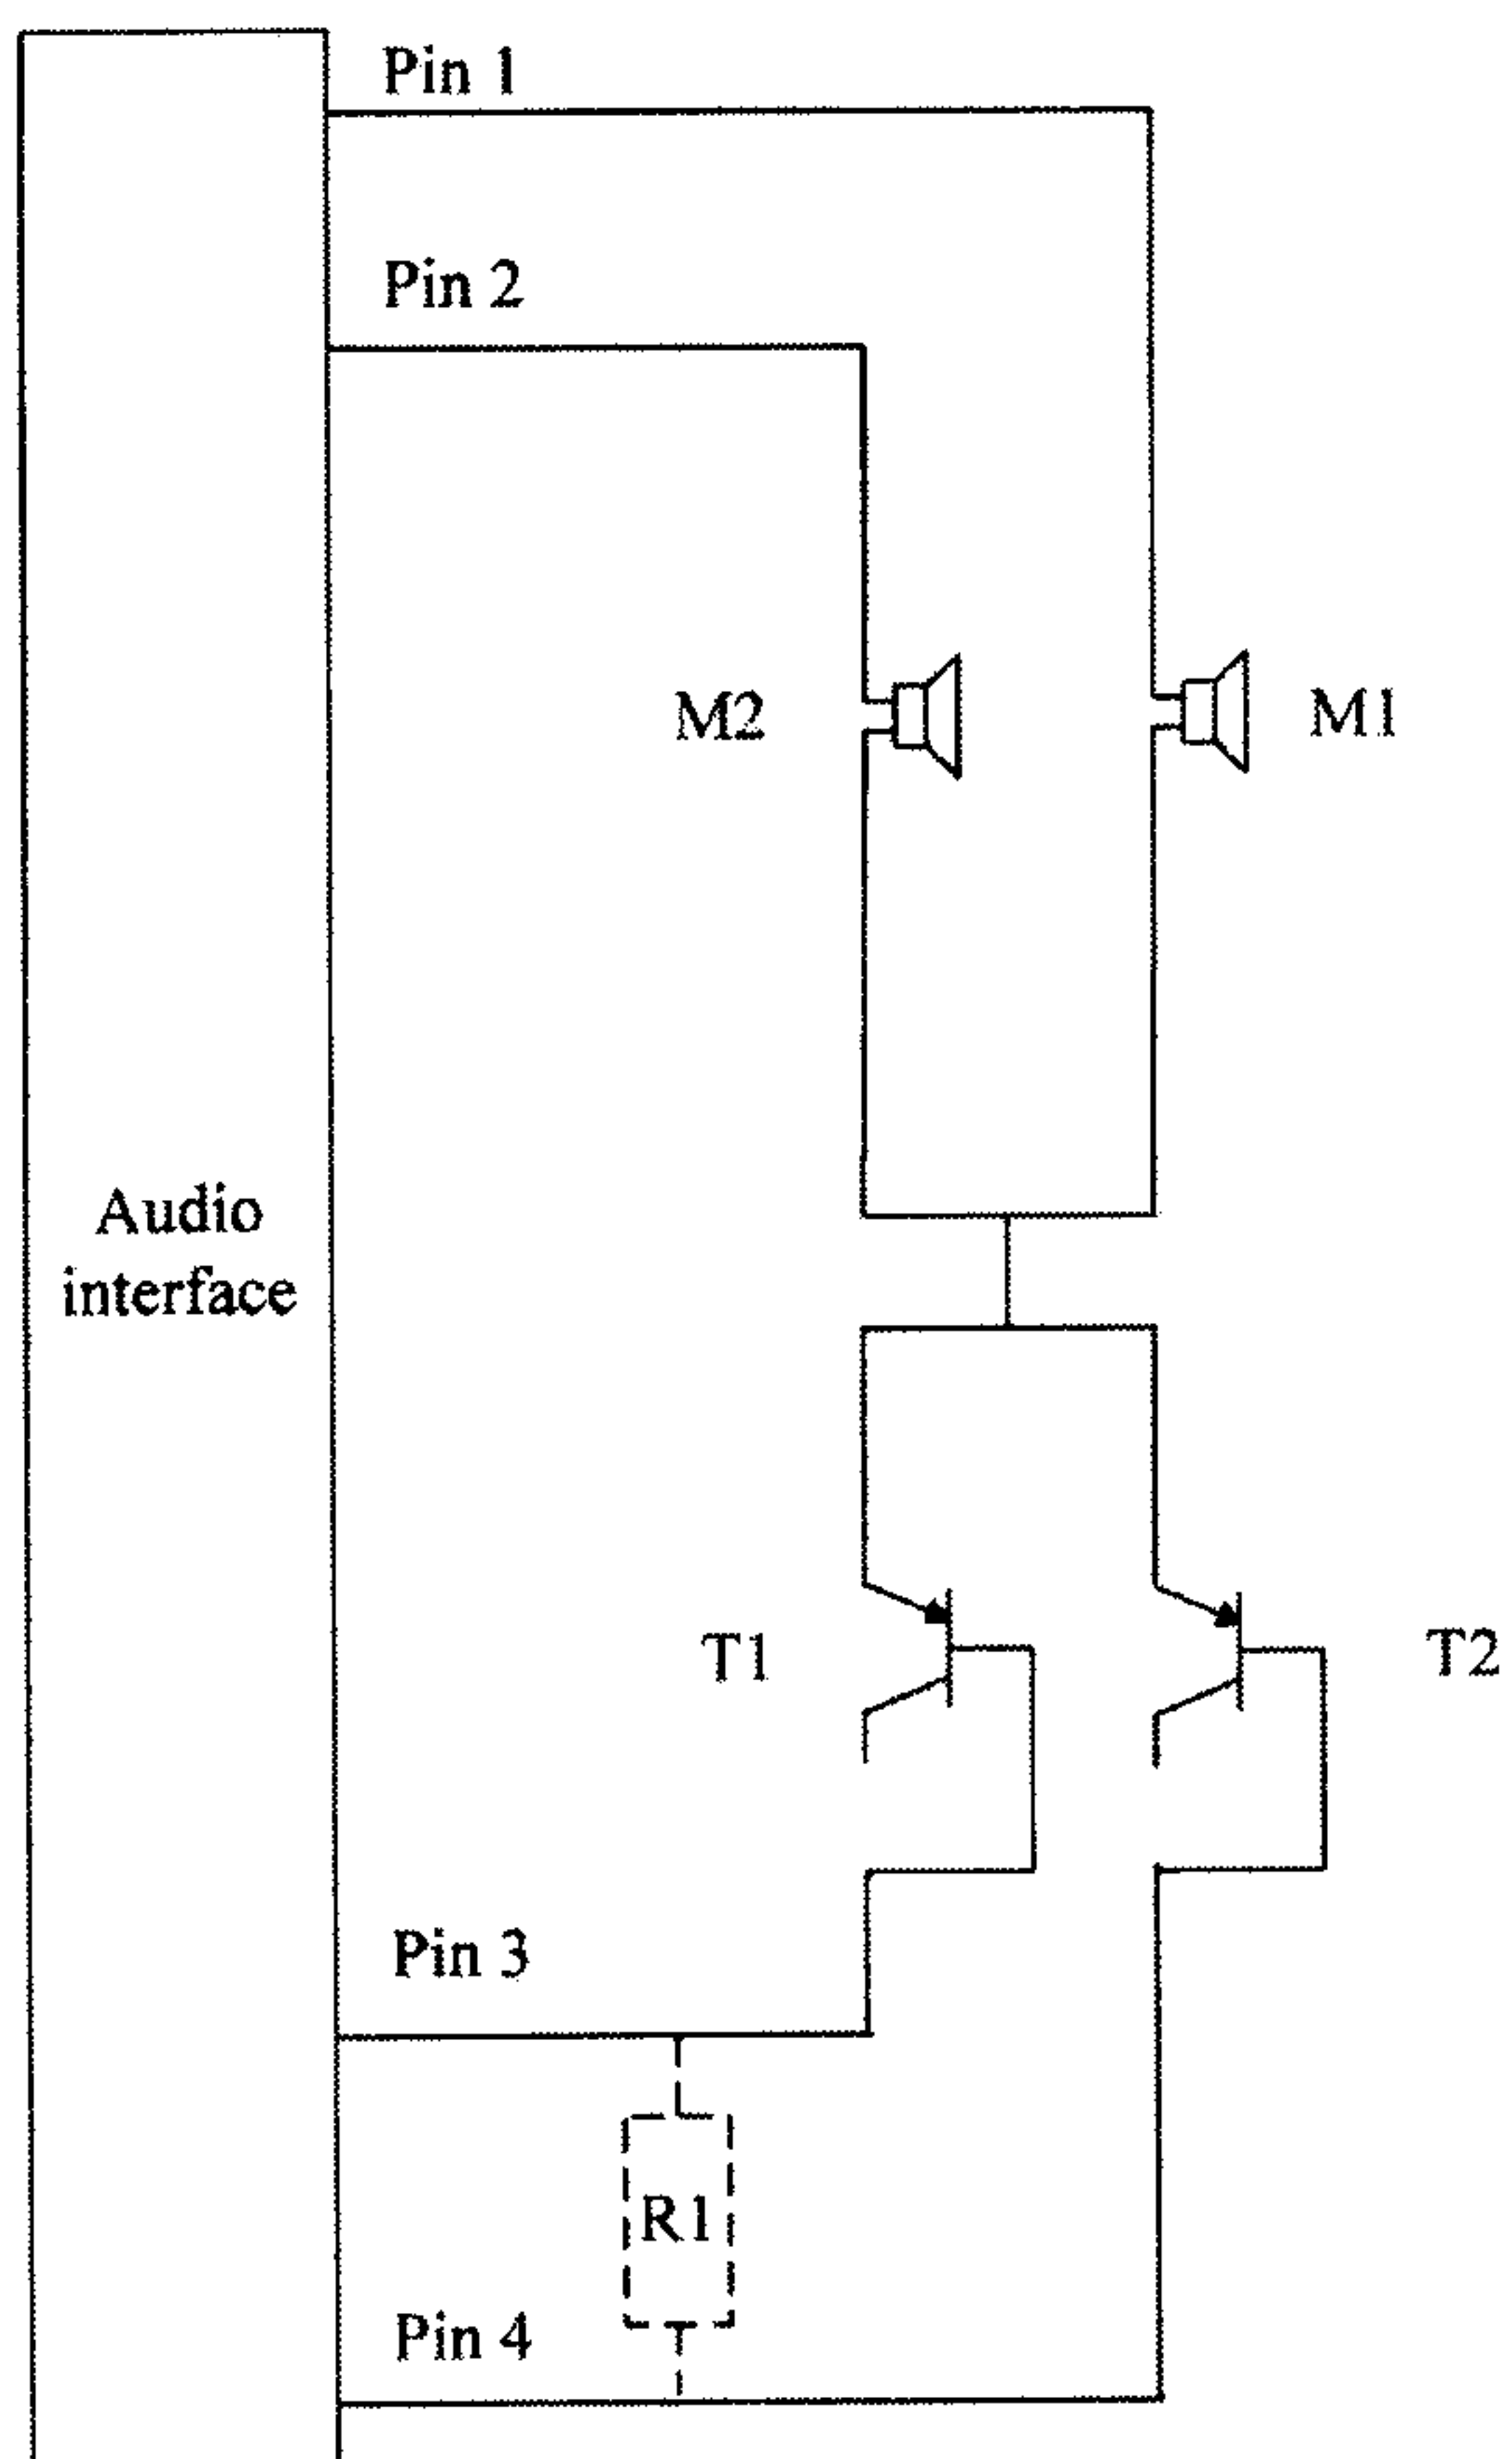 Pin 1
Pin 2
M2
M1
Audio
interface
T1
T2
Pin 3
R1
Pin 4